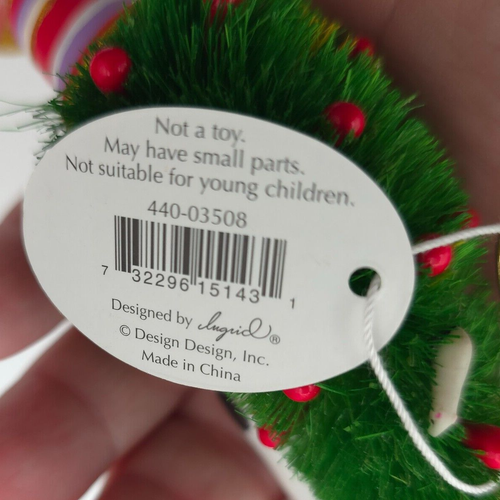 Not a toy.
May have small parts.
Not suitable for young children.
440-03508
7 32296 15143 1
Designed by Ingrid®
© Design Design, Inc.
Made in China